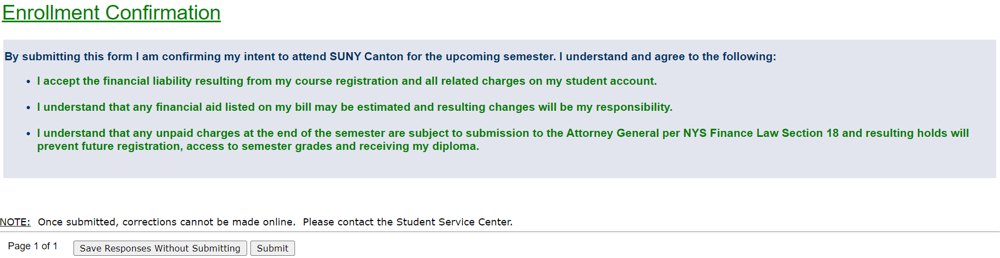 Enrollment Confirmation
By submitting this form I am confirming my intent to attend SUNY Canton for the upcoming semester. I understand and agree to the following:
• I accept the financial liability resulting from my course registration and all related charges on my student account.
• I understand that any financial aid listed on my bill may be estimated and resulting changes will be my responsibility.
• I understand that any unpaid charges at the end of the semester are subject to submission to the Attorney General per NYS Finance Law Section 18 and resulting holds will
prevent future registration, access to semester grades and receiving my diploma.
NOTE: Once submitted, corrections cannot be made online. Please contact the Student Service Center.
Page 1 of 1 Save Responses Without Submitting Submit